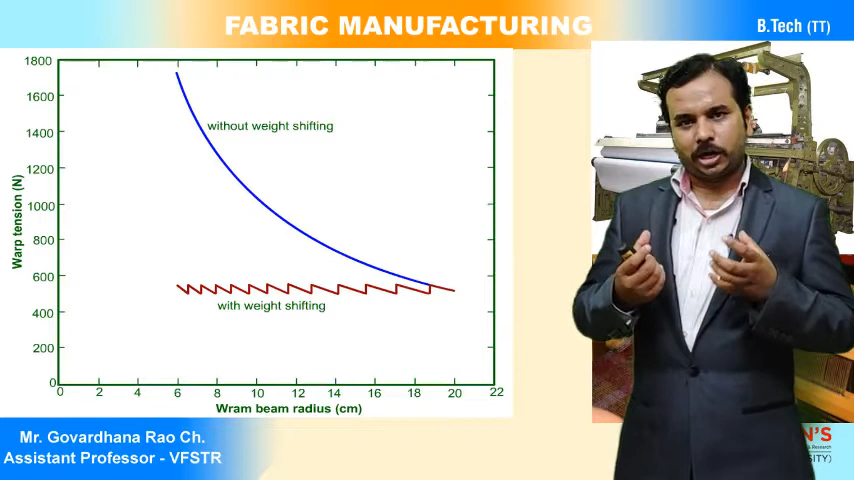 FABRIC MANUFACTURING
B.Tech (TT)
1800
1600
1400
1200
1000
800
600
400
200
0
Warp tension (N)
without weight shifting
with weight shifting
0 2 4 6 8 10 12 14 16 18 20 22
Wram beam radius (cm)
Mr. Govardhana Rao Ch.
Assistant Professor - VFSTR
N'S
& Research
SITY)